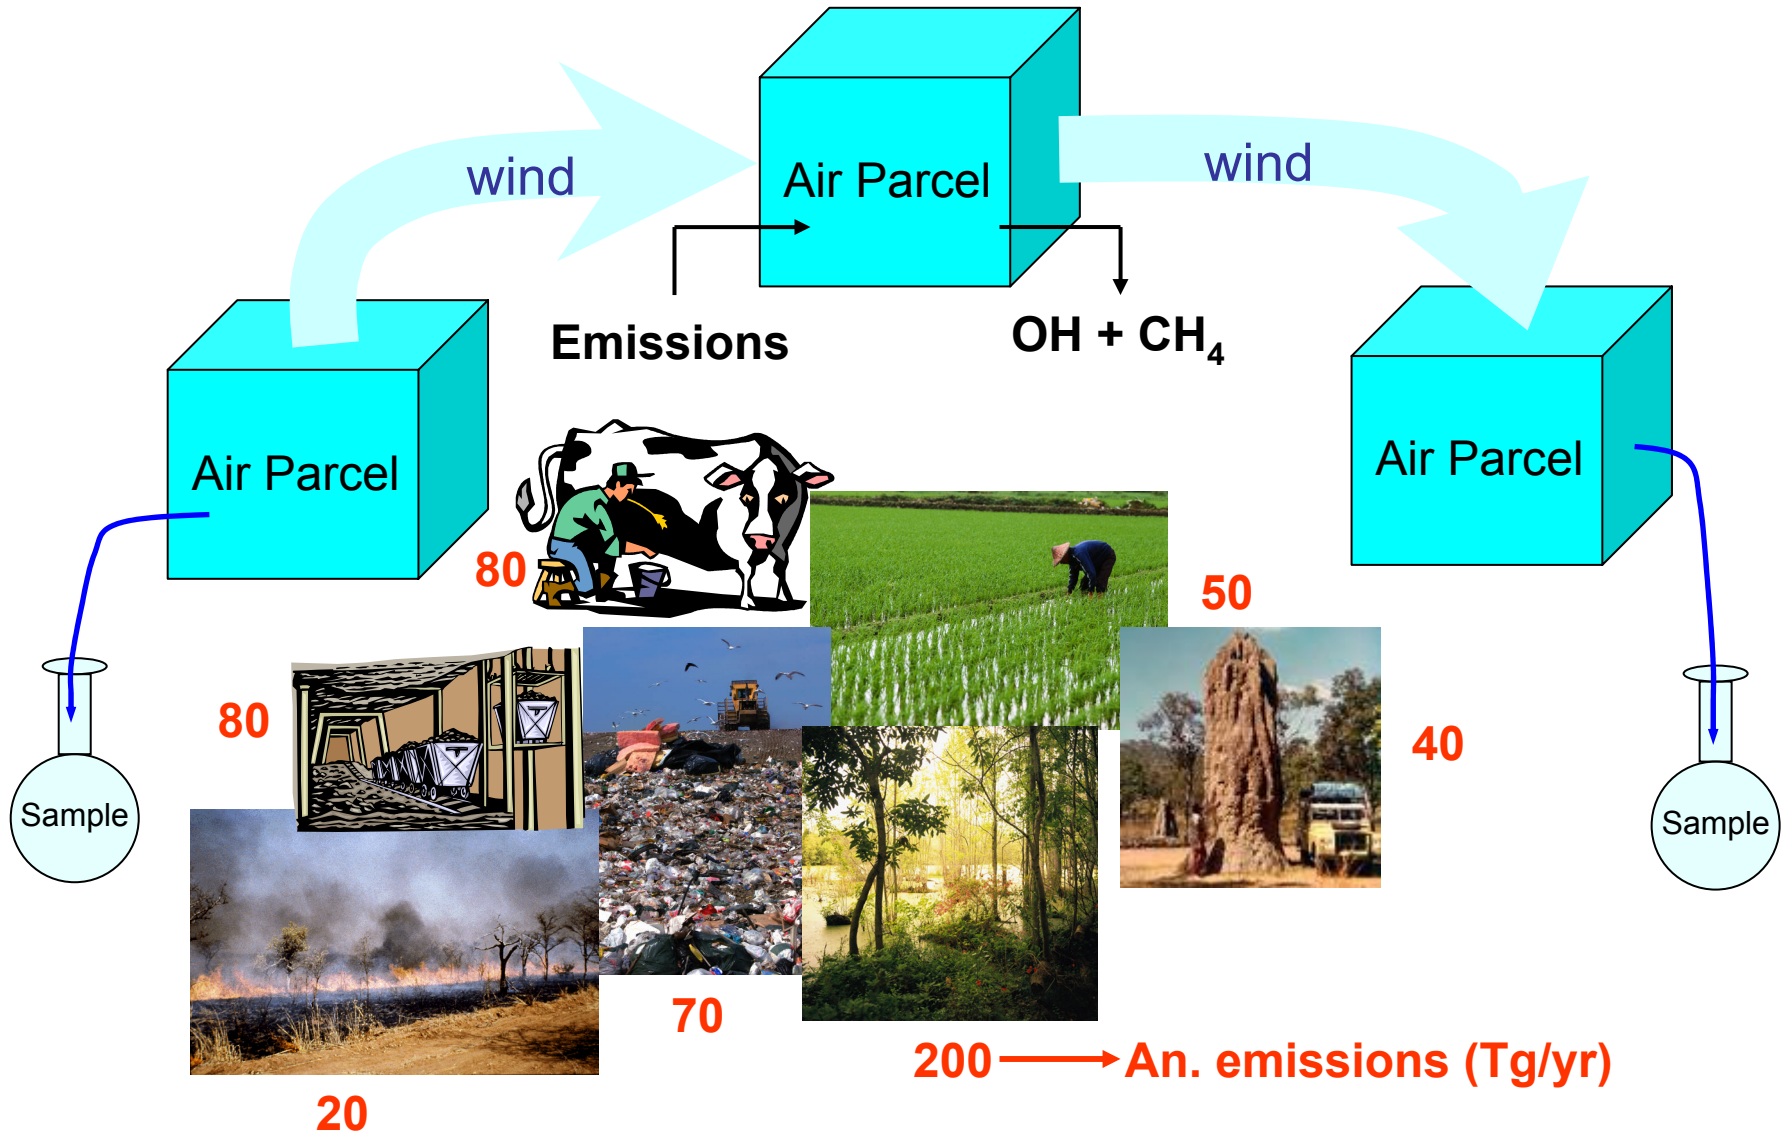 wind
Air Parcel
wind
Emissions
OH + CH₄
Air Parcel
Air Parcel
80
50
80
40
Sample
Sample
70
200
An. emissions (Tg/yr)
20